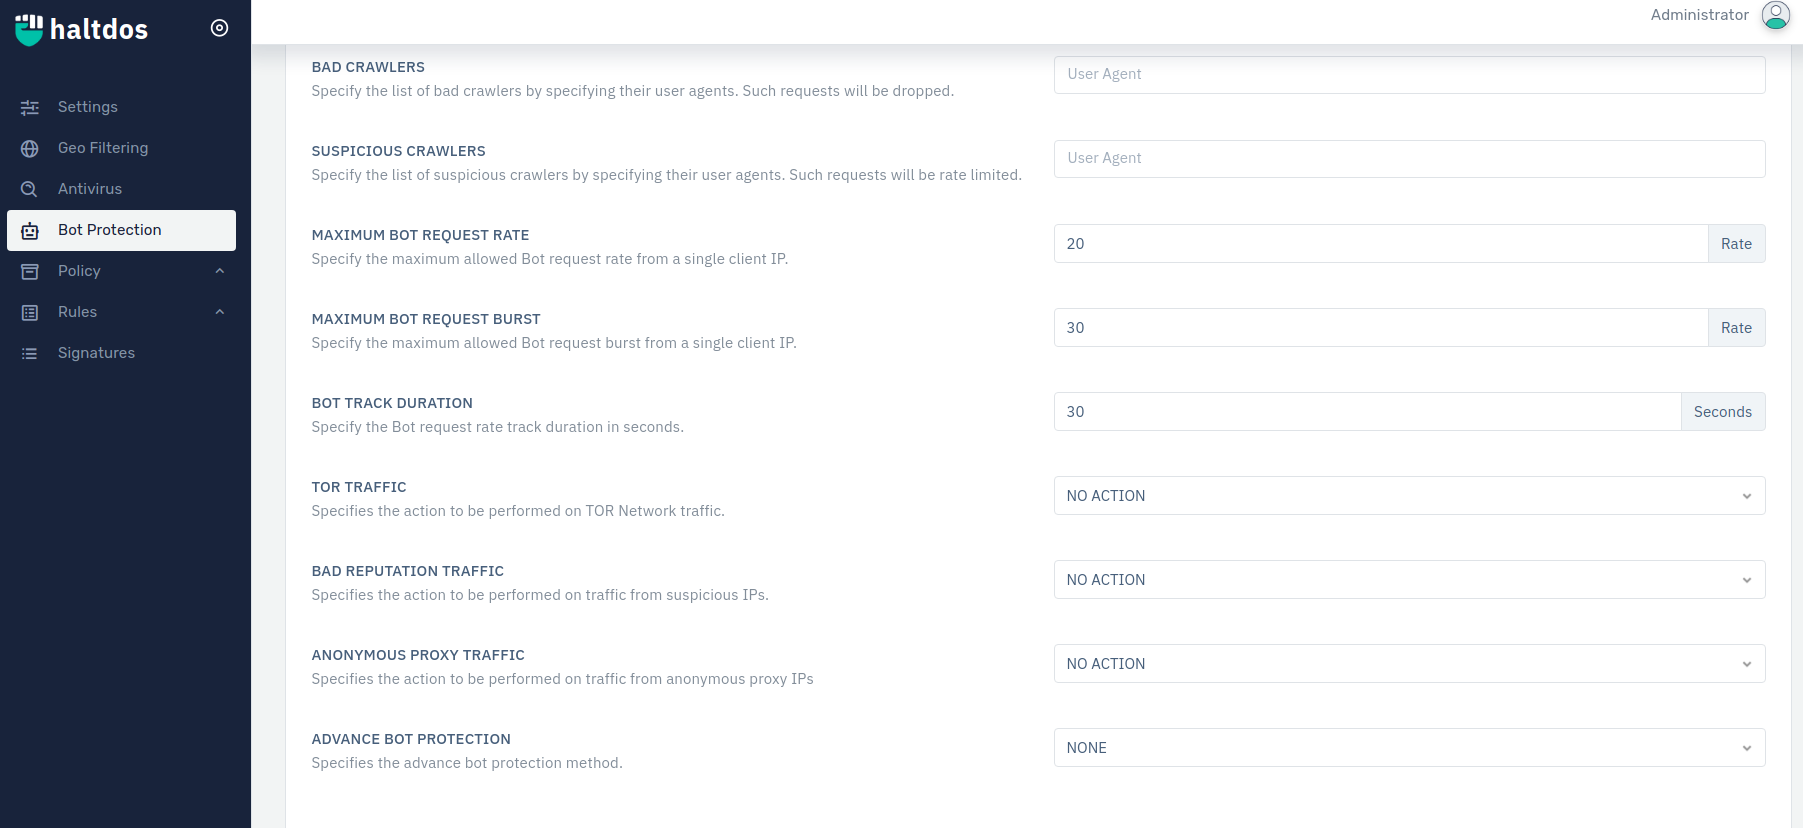 haltdos
Administrator
Settings
Geo Filtering
Antivirus
Bot Protection
Policy
Rules
Signatures
BAD CRAWLERS
Specify the list of bad crawlers by specifying their user agents. Such requests will be dropped.
User Agent
SUSPICIOUS CRAWLERS
Specify the list of suspicious crawlers by specifying their user agents. Such requests will be rate limited.
User Agent
MAXIMUM BOT REQUEST RATE
Specify the maximum allowed Bot request rate from a single client IP.
20 Rate
MAXIMUM BOT REQUEST BURST
Specify the maximum allowed Bot request burst from a single client IP.
30 Rate
BOT TRACK DURATION
Specify the Bot request rate track duration in seconds.
30 Seconds
TOR TRAFFIC
Specifies the action to be performed on TOR Network traffic.
NO ACTION
BAD REPUTATION TRAFFIC
Specifies the action to be performed on traffic from suspicious IPs.
NO ACTION
ANONYMOUS PROXY TRAFFIC
Specifies the action to be performed on traffic from anonymous proxy IPs
NO ACTION
ADVANCE BOT PROTECTION
Specifies the advance bot protection method.
NONE